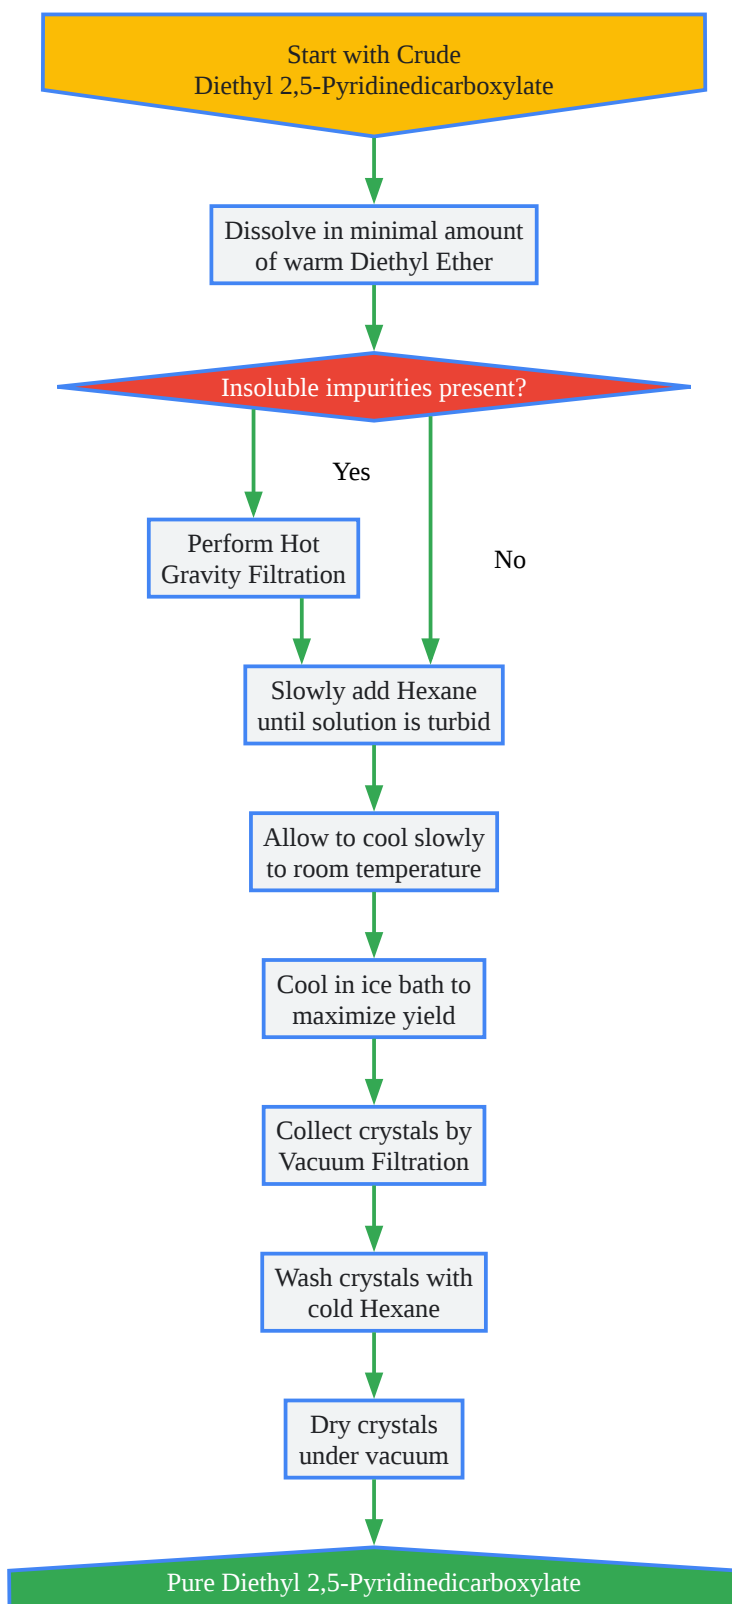 Start with Crude
Diethyl 2,5-Pyridinedicarboxylate
Dissolve in minimal amount
of warm Diethyl Ether
Insoluble impurities present?
Yes
Perform Hot
Gravity Filtration
No
Slowly add Hexane
until solution is turbid
Allow to cool slowly
to room temperature
Cool in ice bath to
maximize yield
Collect crystals by
Vacuum Filtration
Wash crystals with
cold Hexane
Dry crystals
under vacuum
Pure Diethyl 2,5-Pyridinedicarboxylate